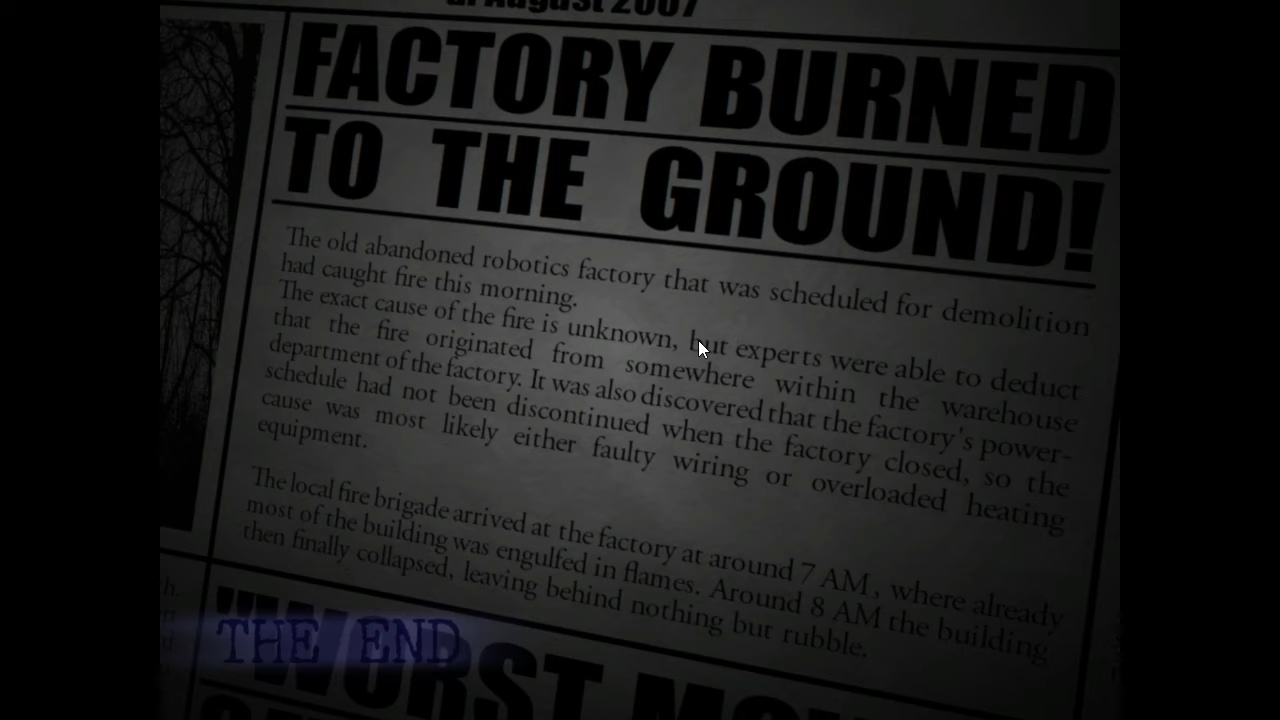 August 2007
FACTORY BURNED
TO THE GROUND!
The old abandoned robotics factory that was scheduled for demolition
had caught fire this morning.
The exact cause of the fire is unknown, but experts were able to deduct
that the fire originated from somewhere within the warehouse
department of the factory. It was also discovered that the factory's power-
schedule had not been discontinued when the factory closed, so the
cause was most likely either faulty wiring or overloaded heating
equipment.
The local fire brigade arrived at the factory at around 7 AM, where already
most of the building was engulfed in flames. Around 8 AM the building
then finally collapsed, leaving behind nothing but rubble.
h.
"WORST
THE END